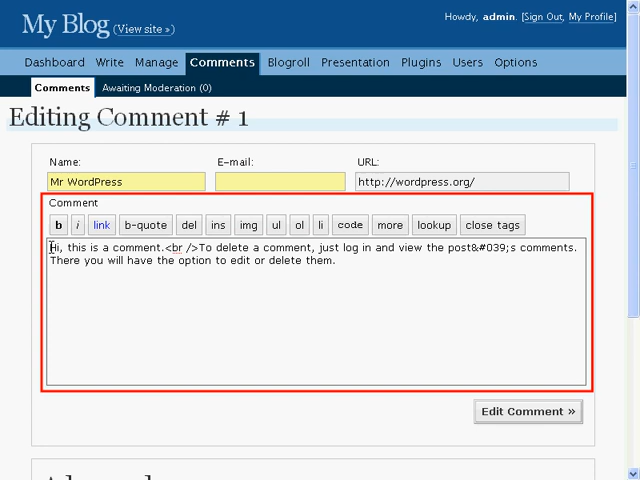 My Blog (View site »)
Howdy, admin. [Sign Out, My Profile]
Dashboard Write Manage Comments Blogroll Presentation Plugins Users Options
Comments Awaiting Moderation (0)
Editing Comment # 1
Name: E-mail: URL:
Mr WordPress http://wordpress.org/
Comment
b i link b-quote del ins img ul ol li code more lookup close tags
Hi, this is a comment.<br />To delete a comment, just log in and view the post&#039;s comments.
There you will have the option to edit or delete them.
Edit Comment »